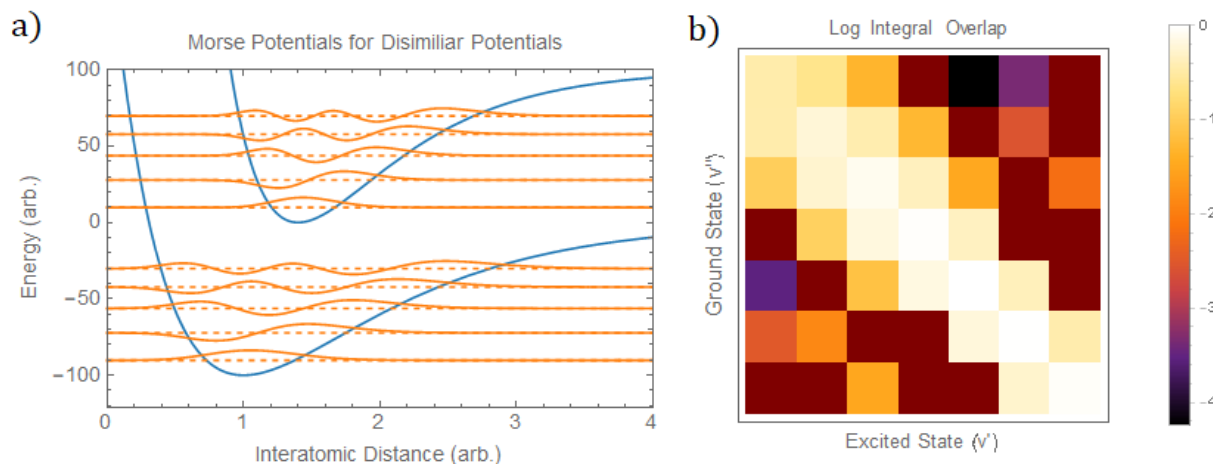 a)
Morse Potentials for Disimiliar Potentials
100
50
0
−50
−100
Energy (arb.)
0
1
2
3
4
Interatomic Distance (arb.)
b)
Log Integral Overlap
Ground State (v'')
Excited State (v')
0
-1
-2
-3
-4